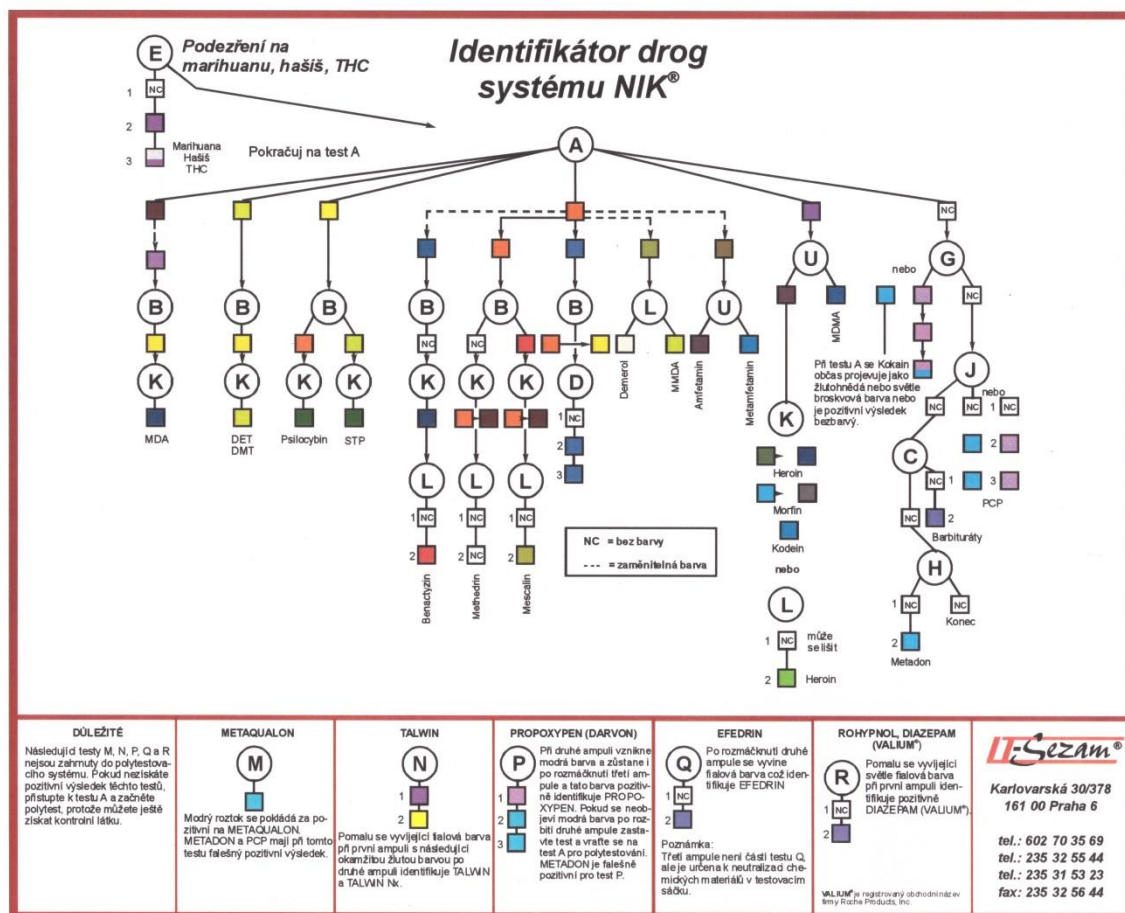 Identifikátor drog
systému NIK®
E
Podezření na
marihuanu, hašiš, THC
1 NC
2
3
Marihuana
Hašiš
THC
Pokračuj na test A
A
NC
U
G
nebo
NC
B
B
B
B
B
B
L
U
MDMA
NC
NC
Při testu A se Kokain
občas projevuje jako
žlutohnědá nebo světle
broskvová barva nebo
je pozitivní výsledek
bezbarvý.
J
nebo
K
K
K
K
K
K
K
D
Demerol
MMDA
Amfetamin
Metamfetamin
MDA
DET
DMT
Psilocybin
STP
1 NC
2
3
K
NC
NC
1 NC
2
1
3
PCP
C
NC
NC
2
Barbituráty
L
L
L
1 NC
1 NC
1 NC
2
2 NC
2
Benactyzin
Methedrin
Mescalin
NC = bez barvy
--- = zaměnitelná barva
Heroin
Morfin
Kodein
nebo
L
1 NC
může
se lišit
2
Heroin
H
1 NC
NC
Konec
2
Metadon
DŮLEŽITÉ
Následující testy M, N, P, Q a R
nejsou zahrnuty do polytestova-
cího systému. Pokud nezískáte
pozitivní výsledek těchto testů,
přistupte k testu A a začněte
polytest, protože můžete ještě
získat kontrolní látku.
METAQUALON
M
Modrý roztok se pokládá za po-
zitivní na METAQUALON.
METADON a PCP mají při tomto
testu falešný pozitivní výsledek.
TALWIN
N
1
2
Pomalu se vyvíjející fialová barva
při první ampuli s následující
okamžitou žlutou barvou po
druhé ampuli identifikuje TALWIN
a TALWIN Nx.
PROPOXYPEN (DARVON)
P
1
2
3
Při druhé ampuli vznikne
modrá barva a zůstane i
po rozmáčknutí třetí am-
pule a tato barva pozitiv-
ně identifikuje PROPO-
XYPEN. Pokud se neob-
jeví modrá barva po roz-
bití druhé ampule zasta-
vte test a vraťte se na
test A pro polytestování.
METADON je falešně
pozitivní pro test P.
EFEDRIN
Q
1 NC
2
Po rozmáčknutí druhé
ampule se vyvine
fialová barva což iden-
tifikuje EFEDRIN
Poznámka:
Třetí ampule není částí testu Q,
ale je určena k neutralizaci che-
mických materiálů v testovacím
sáčku.
ROHYPNOL, DIAZEPAM
(VALIUM®)
R
1 NC
2
Pomalu se vyvíjející
světle fialová barva
při první ampuli iden-
tifikuje pozitivně
DIAZEPAM (VALIUM®).
VALIUM® je registrovaný obchodní název
firmy Roche Products, Inc.
LT-Sezam®
Karlovarská 30/378
161 00 Praha 6
tel.: 602 70 35 69
tel.: 235 32 55 44
tel.: 235 31 53 23
fax: 235 32 56 44